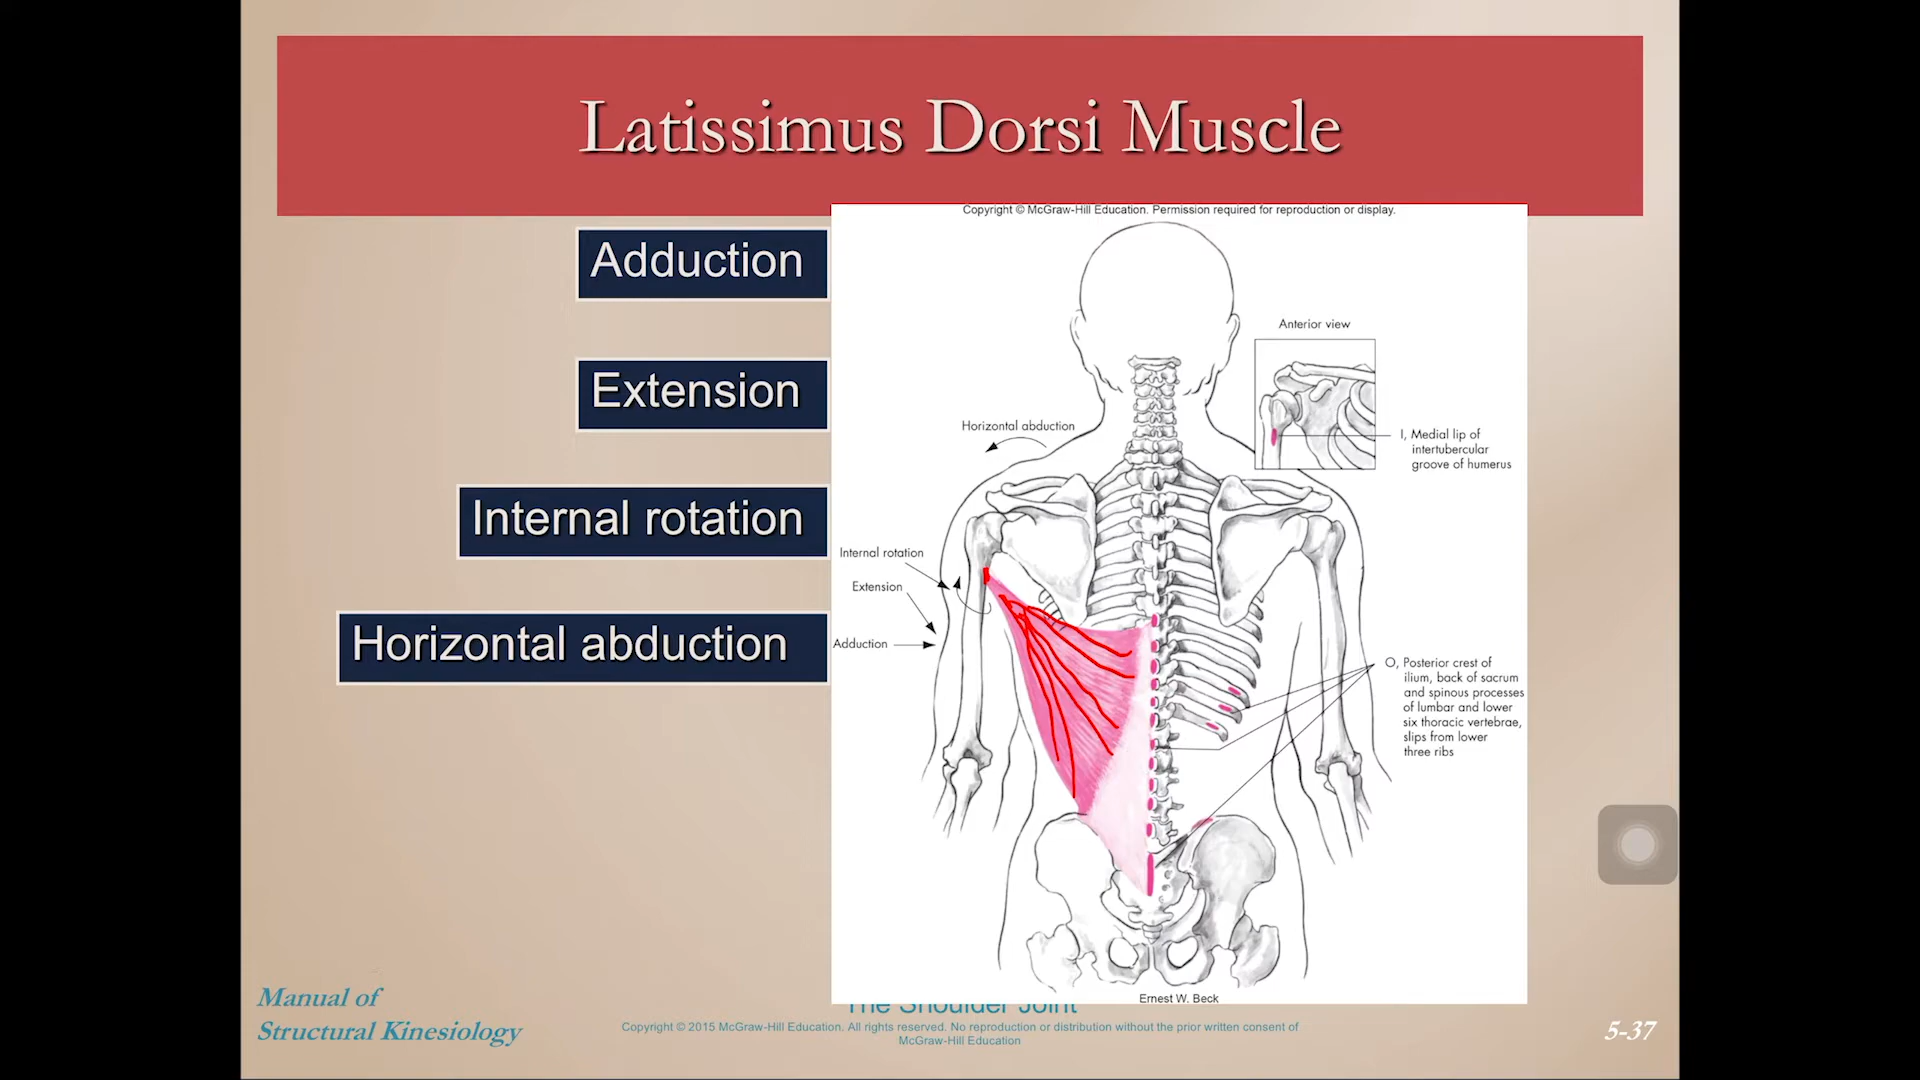 Latissimus Dorsi Muscle
Copyright © McGraw-Hill Education. Permission required for reproduction or display.
Adduction
Extension
Internal rotation
Horizontal abduction
Anterior view
Horizontal abduction
I, Medial lip of
intertubercular
groove of humerus
Internal rotation
Extension
Adduction
O, Posterior crest of
ilium, back of sacrum
and spinous processes
of lumbar and lower
six thoracic vertebrae,
slips from lower
three ribs
Ernest W. Beck
Manual of
Structural Kinesiology
The Shoulder Joint
Copyright © 2015 McGraw-Hill Education. All rights reserved. No reproduction or distribution without the prior written consent of
McGraw-Hill Education
5-37